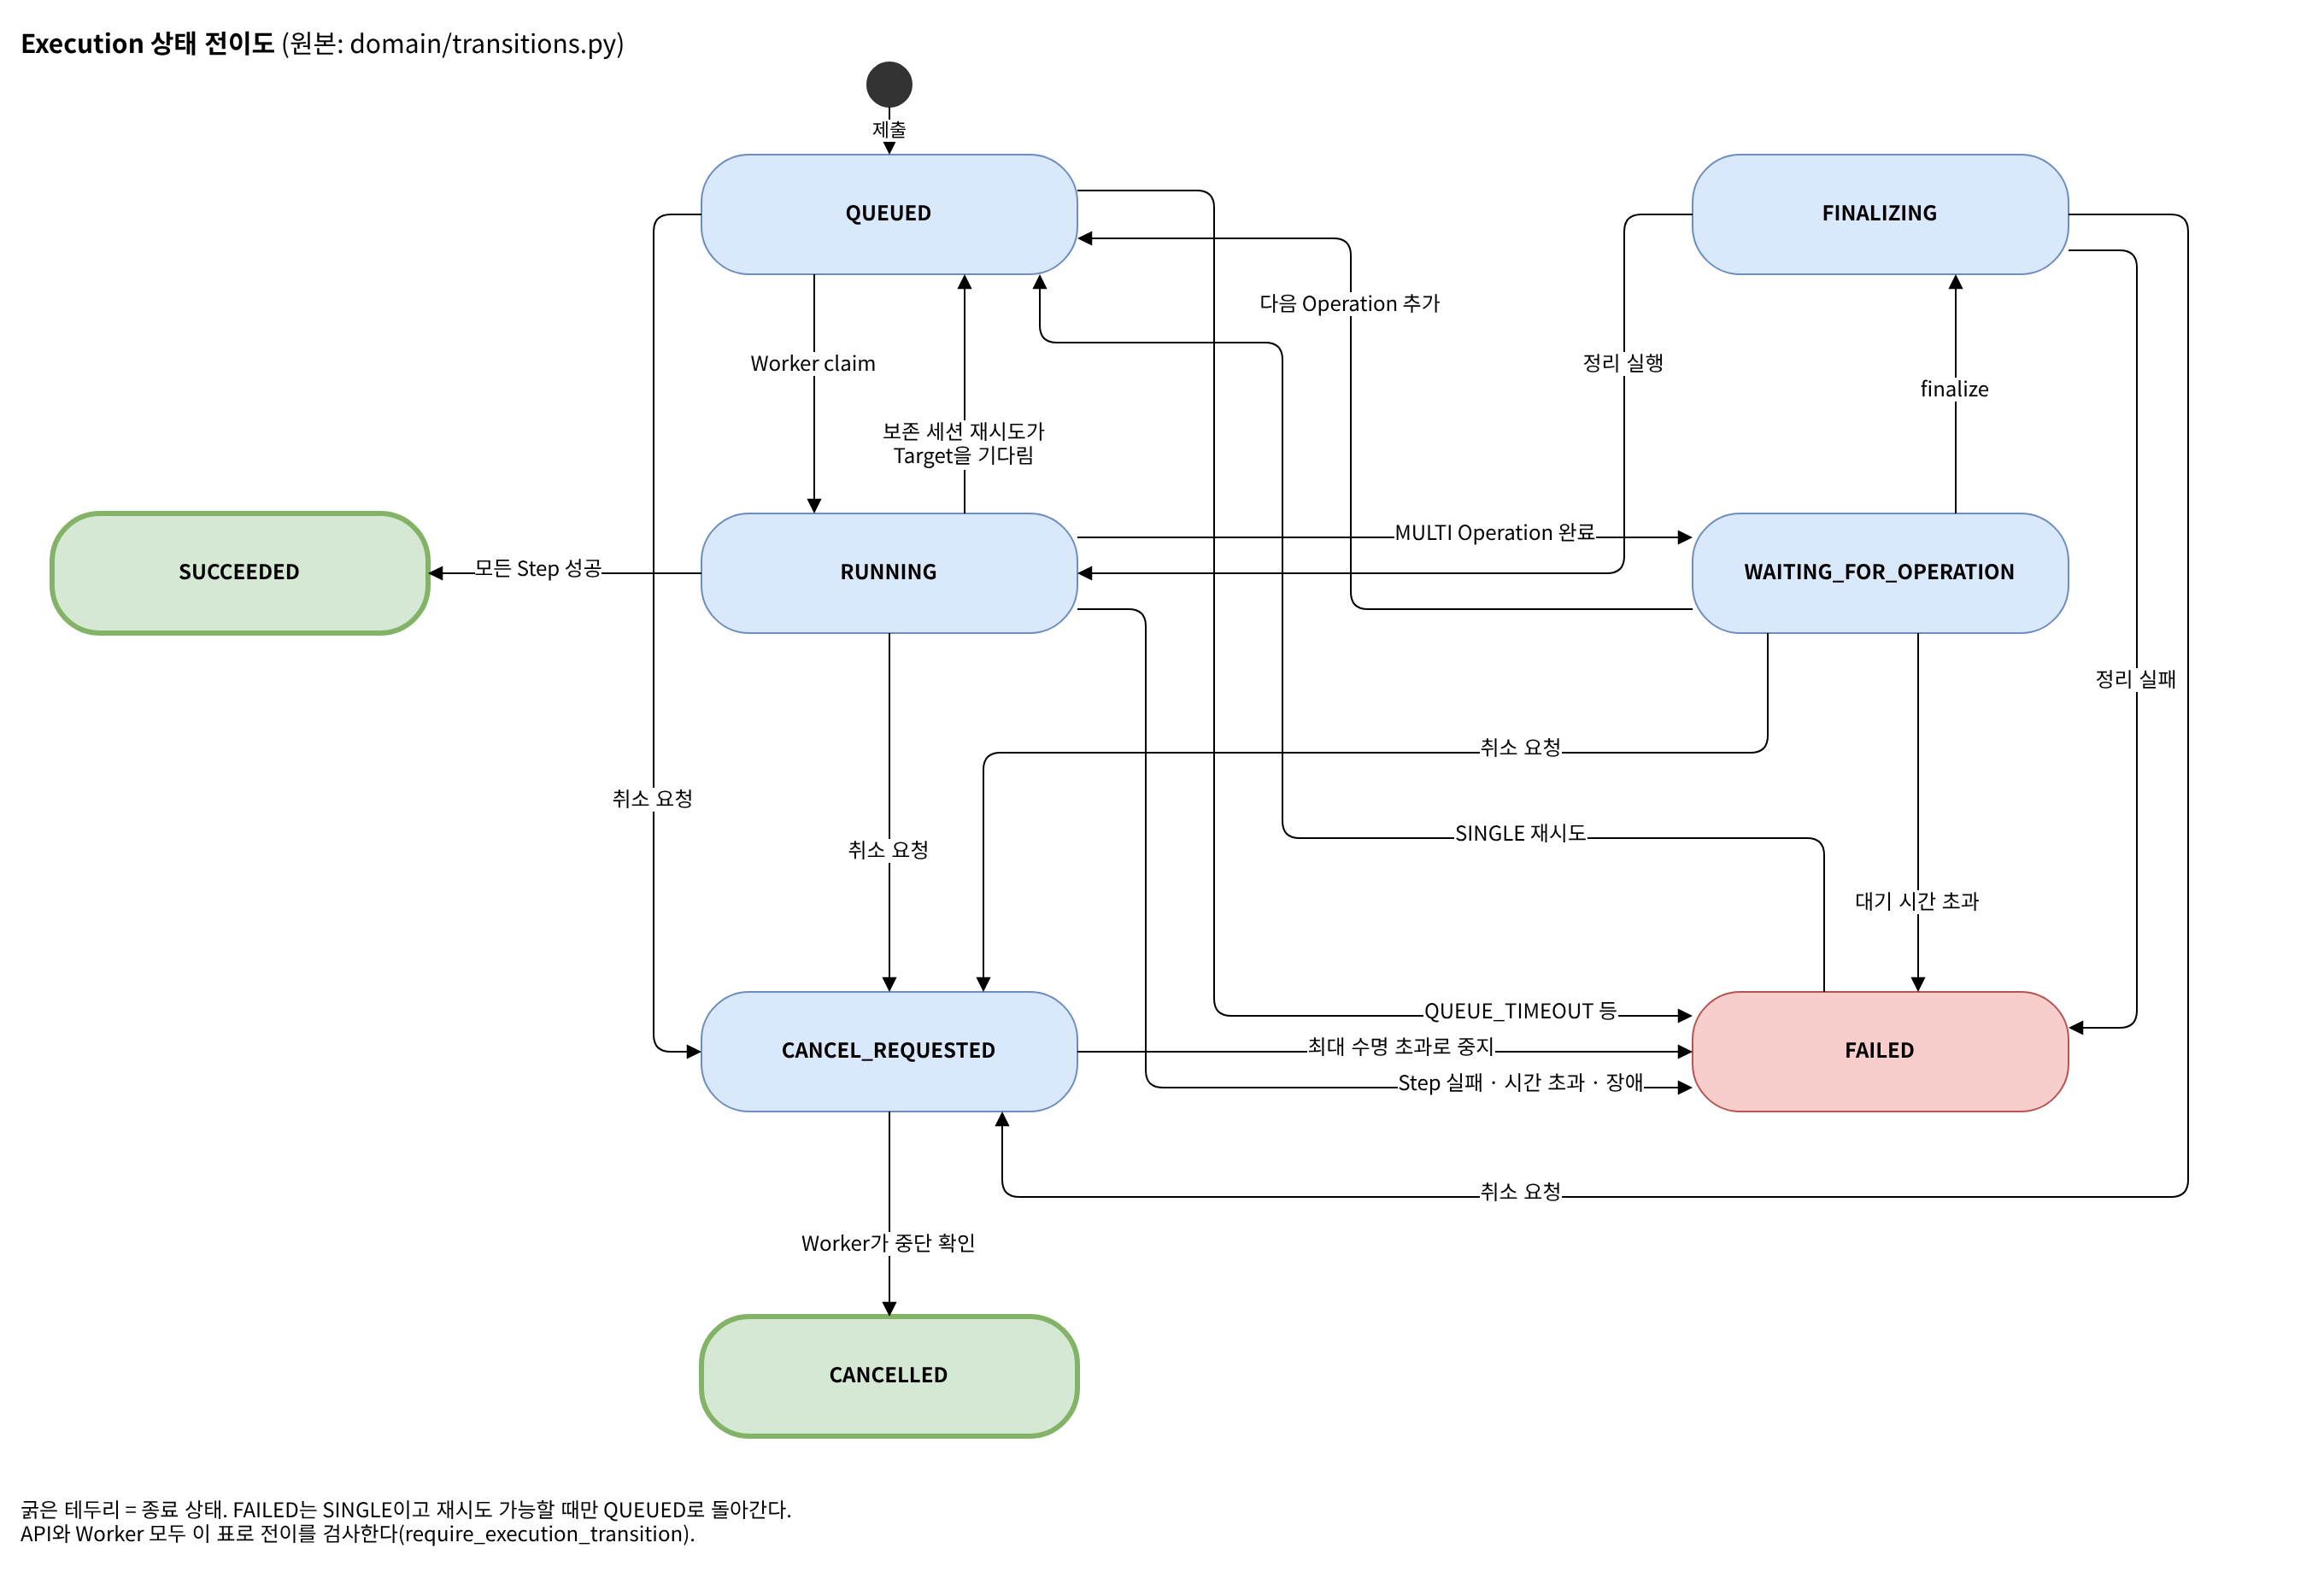 Execution 상태 전이도 (원본: domain/transitions.py)
제출
QUEUED
FINALIZING
다음 Operation 추가
Worker claim
정리 실행
finalize
보존 세션 재시도가
Target을 기다림
MULTI Operation 완료
SUCCEEDED
모든 Step 성공
RUNNING
WAITING_FOR_OPERATION
정리 실패
취소 요청
취소 요청
SINGLE 재시도
취소 요청
대기 시간 초과
QUEUE_TIMEOUT 등
CANCEL_REQUESTED
최대 수명 초과로 중지
FAILED
Step 실패 · 시간 초과 · 장애
취소 요청
Worker가 중단 확인
CANCELLED
굵은 테두리 = 종료 상태. FAILED는 SINGLE이고 재시도 가능할 때만 QUEUED로 돌아간다.
API와 Worker 모두 이 표로 전이를 검사한다(require_execution_transition).